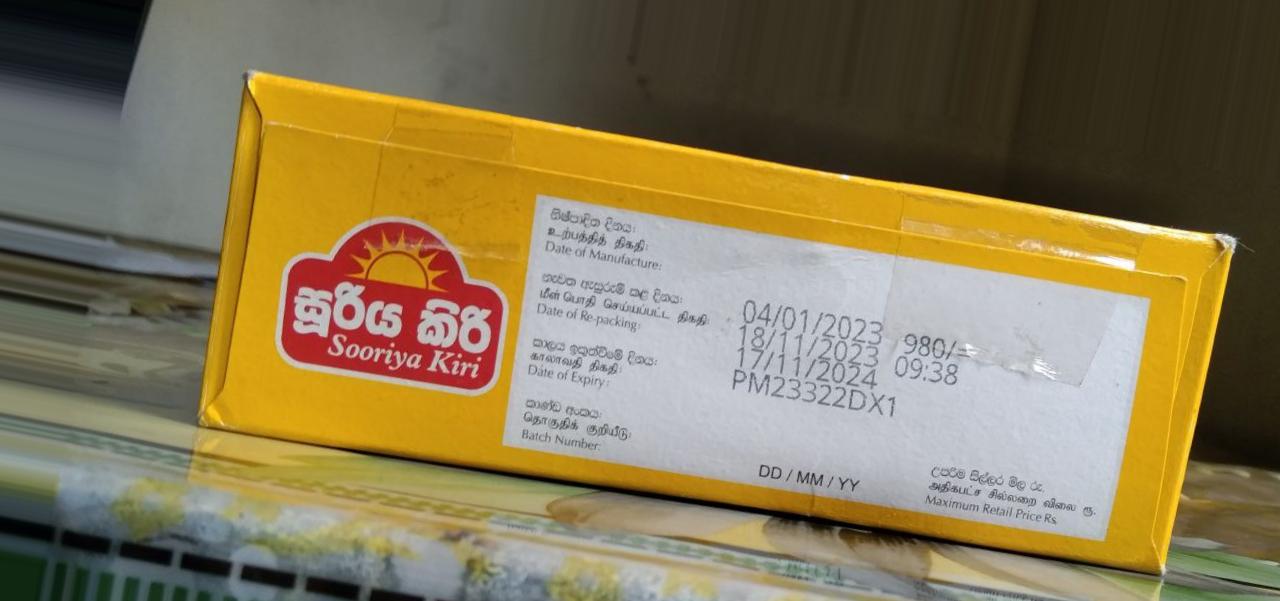 සූරිය කිරි
Sooriya Kiri
නිෂ්පාදිත දිනය:
உற்பத்தித் திகதி:
Date of Manufacture:
නැවත ඇසුරුම් කළ දිනය:
மீள் பொதி செய்யப்பட்ட திகதி:
Date of Re-packing:
කාලය ඉකුත්වීමේ දිනය:
காலாவதி திகதி:
Date of Expiry:
කාණ්ඩ අංකය:
தொகுதிக் குறியீடு:
Batch Number:
04/01/2023
18/11/2023 980/=
17/11/2024 09:38
PM23322DX1
DD / MM / YY
උපරිම සිල්ලර මිල රු.
அதிகபட்ச சில்லறை விலை ரூ.
Maximum Retail Price Rs.